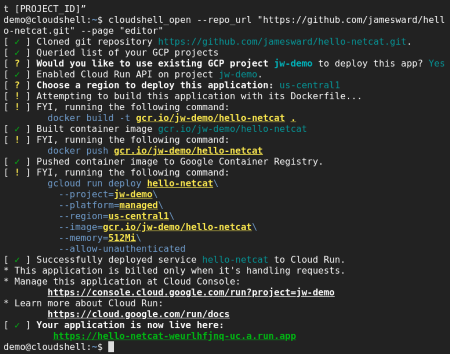 t [PROJECT_ID]”
demo@cloudshell:~$ cloudshell_open --repo_url "https://github.com/jamesward/hell
o-netcat.git" --page "editor"
[ ✓ ] Cloned git repository https://github.com/jamesward/hello-netcat.git.
[ ✓ ] Queried list of your GCP projects
[ ? ] Would you like to use existing GCP project jw-demo to deploy this app? Yes
[ ✓ ] Enabled Cloud Run API on project jw-demo.
[ ? ] Choose a region to deploy this application: us-central1
[ ! ] Attempting to build this application with its Dockerfile...
[ ! ] FYI, running the following command:
docker build -t gcr.io/jw-demo/hello-netcat .
[ ✓ ] Built container image gcr.io/jw-demo/hello-netcat
[ ! ] FYI, running the following command:
docker push gcr.io/jw-demo/hello-netcat
[ ✓ ] Pushed container image to Google Container Registry.
[ ! ] FYI, running the following command:
gcloud run deploy hello-netcat\
--project=jw-demo\
--platform=managed\
--region=us-central1\
--image=gcr.io/jw-demo/hello-netcat\
--memory=512Mi\
--allow-unauthenticated
[ ✓ ] Successfully deployed service hello-netcat to Cloud Run.
* This application is billed only when it's handling requests.
* Manage this application at Cloud Console:
https://console.cloud.google.com/run?project=jw-demo
* Learn more about Cloud Run:
https://cloud.google.com/run/docs
[ ✓ ] Your application is now live here:
https://hello-netcat-weurlhfjnq-uc.a.run.app
demo@cloudshell:~$